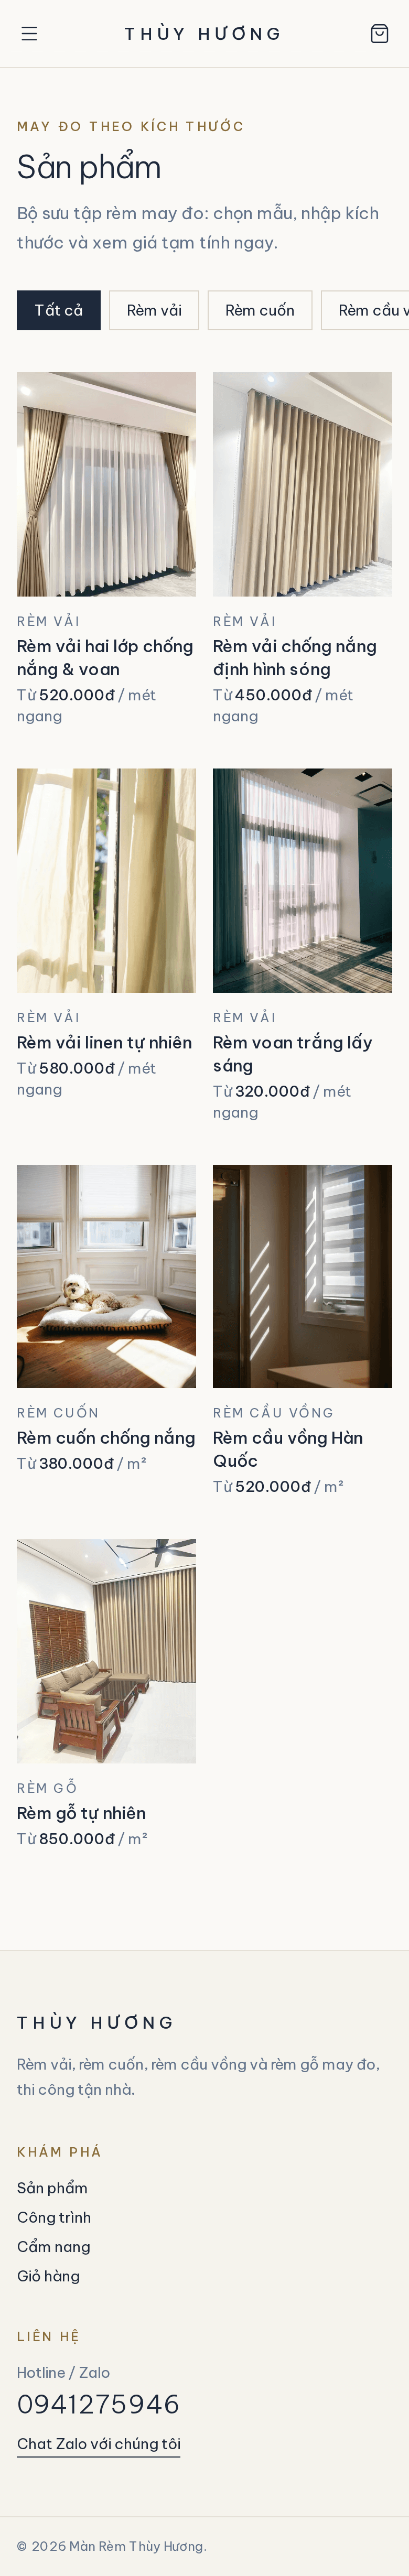 THÙY HƯƠNG
MAY ĐO THEO KÍCH THƯỚC
Sản phẩm
Bộ sưu tập rèm may đo: chọn mẫu, nhập kích
thước và xem giá tạm tính ngay.
Tất cả
Rèm vải
Rèm cuốn
Rèm cầu v
RÈM VẢI
Rèm vải hai lớp chống
nắng & voan
Từ 520.000đ / mét
ngang
RÈM VẢI
Rèm vải chống nắng
định hình sóng
Từ 450.000đ / mét
ngang
RÈM VẢI
Rèm vải linen tự nhiên
Từ 580.000đ / mét
ngang
RÈM VẢI
Rèm voan trắng lấy
sáng
Từ 320.000đ / mét
ngang
RÈM CUỐN
Rèm cuốn chống nắng
Từ 380.000đ / m²
RÈM CẦU VỒNG
Rèm cầu vồng Hàn
Quốc
Từ 520.000đ / m²
RÈM GỖ
Rèm gỗ tự nhiên
Từ 850.000đ / m²
THÙY HƯƠNG
Rèm vải, rèm cuốn, rèm cầu vồng và rèm gỗ may đo,
thi công tận nhà.
KHÁM PHÁ
Sản phẩm
Công trình
Cẩm nang
Giỏ hàng
LIÊN HỆ
Hotline / Zalo
0941275946
Chat Zalo với chúng tôi
© 2026 Màn Rèm Thùy Hương.